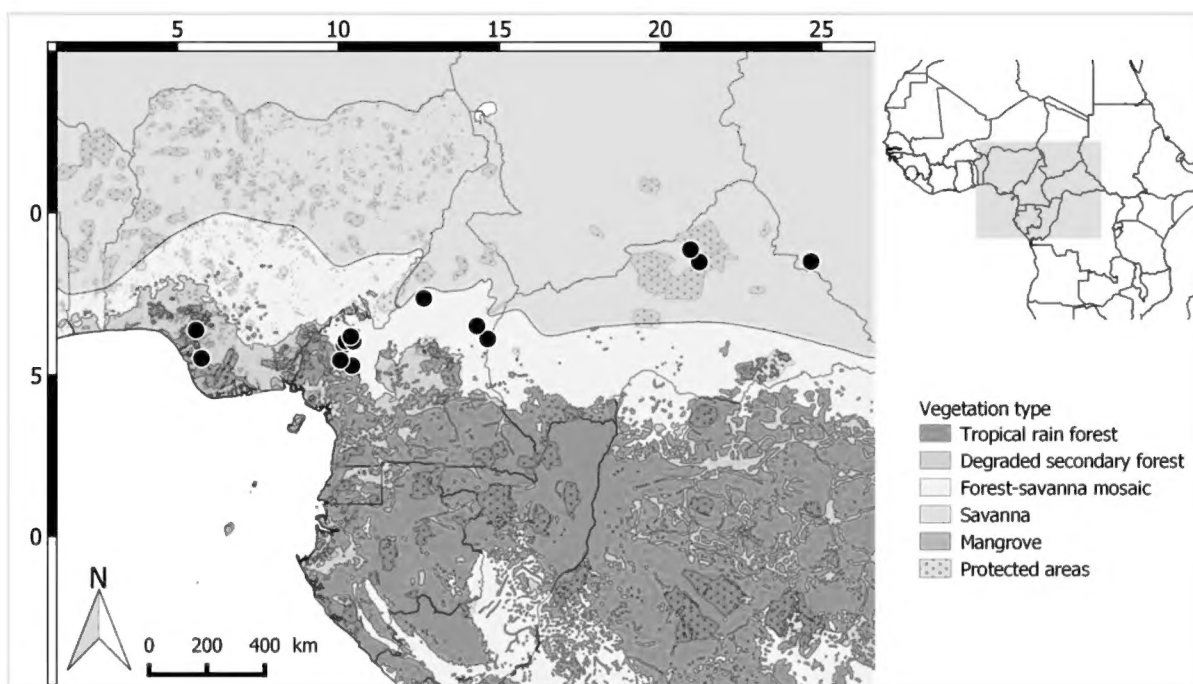 5 10 15 20 25
0
5
0
N
0 200 400 km
Vegetation type
Tropical rain forest
Degraded secondary forest
Forest-savanna mosaic
Savanna
Mangrove
Protected areas